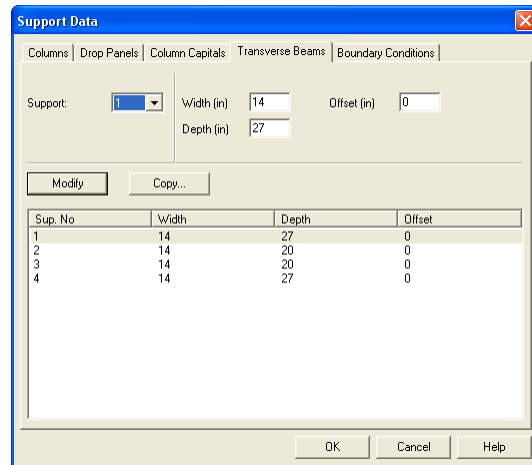 Support Data
Columns Drop Panels Column Capitals Transverse Beams Boundary Conditions
Support: 1 Width (in) 14 Offset (in) 0
Depth (in) 27
Modify Copy...
Sup. No Width Depth Offset
1 14 27 0
2 14 20 0
3 14 20 0
4 14 27 0
OK Cancel Help